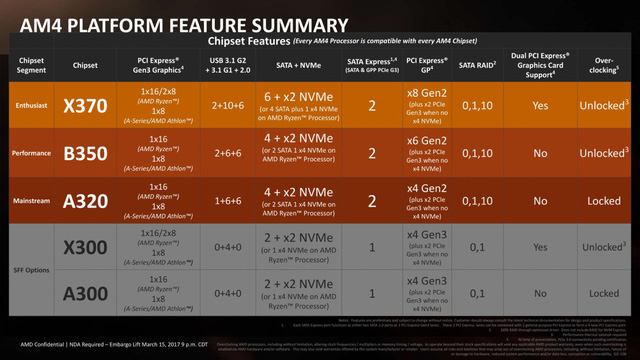 AM4 PLATFORM FEATURE SUMMARY
Chipset Features (Every AM4 Processor is compatible with every AM4 Chipset)
Chipset Segment
Chipset
PCI Express® Gen3 Graphics⁴
USB 3.1 G2 + 3.1 G1 + 2.0
SATA + NVMe
SATA Express¹,⁴ (SATA & GPP PCIe G3)
PCI Express® GP⁴
SATA RAID²
Dual PCI Express® Graphics Card Support⁴
Over-clocking⁵
Enthusiast
X370
1x16/2x8
(AMD Ryzen™)
1x8
(A-Series/AMD Athlon™)
2+10+6
6 + x2 NVMe
(or 4 SATA plus 1 x4 NVMe
on AMD Ryzen™ Processor)
2
x8 Gen2
(plus x2 PCIe
Gen3 when no
x4 NVMe)
0,1,10
Yes
Unlocked³
Performance
B350
1x16
(AMD Ryzen™)
1x8
(A-Series/AMD Athlon™)
2+6+6
4 + x2 NVMe
(or 2 SATA 1 x4 NVMe on
AMD Ryzen™ Processor)
2
x6 Gen2
(plus x2 PCIe
Gen3 when no
x4 NVMe)
0,1,10
No
Unlocked³
Mainstream
A320
1x16
(AMD Ryzen™)
1x8
(A-Series/AMD Athlon™)
1+6+6
4 + x2 NVMe
(or 2 SATA 1 x4 NVMe on
AMD Ryzen™ Processor)
2
x4 Gen2
(plus x2 PCIe
Gen3 when no
x4 NVMe)
0,1,10
No
Locked
SFF Options
X300
1x16/2x8
(AMD Ryzen™)
1x8
(A-Series/AMD Athlon™)
0+4+0
2 + x2 NVMe
(or 1 x4 NVMe on AMD
Ryzen™ Processor)
1
x4 Gen3
(plus x2 PCIe
Gen3 when no
x4 NVMe)
0,1
Yes
Unlocked³
A300
1x16
(AMD Ryzen™)
1x8
(A-Series/AMD Athlon™)
0+4+0
2 + x2 NVMe
(or 1 x4 NVMe on AMD
Ryzen™ Processor)
1
x4 Gen3
(plus x2 PCIe
Gen3 when no
x4 NVMe)
0,1
No
Locked
AMD Confidential | NDA Required – Embargo Lift March 15, 2017 9 p.m. CDT